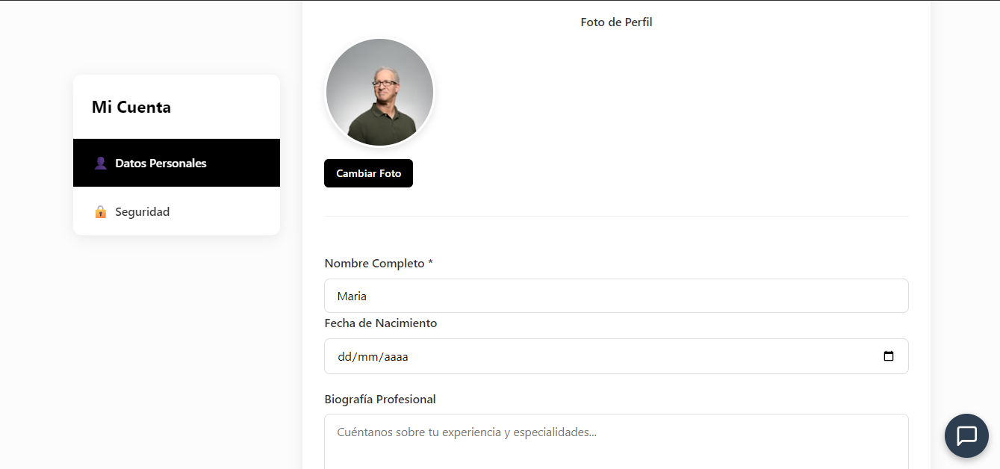 Mi Cuenta
Datos Personales
Seguridad
Foto de Perfil
Cambiar Foto
Nombre Completo *
Maria
Fecha de Nacimiento
dd/mm/aaaa
Biografía Profesional
Cuéntanos sobre tu experiencia y especialidades...